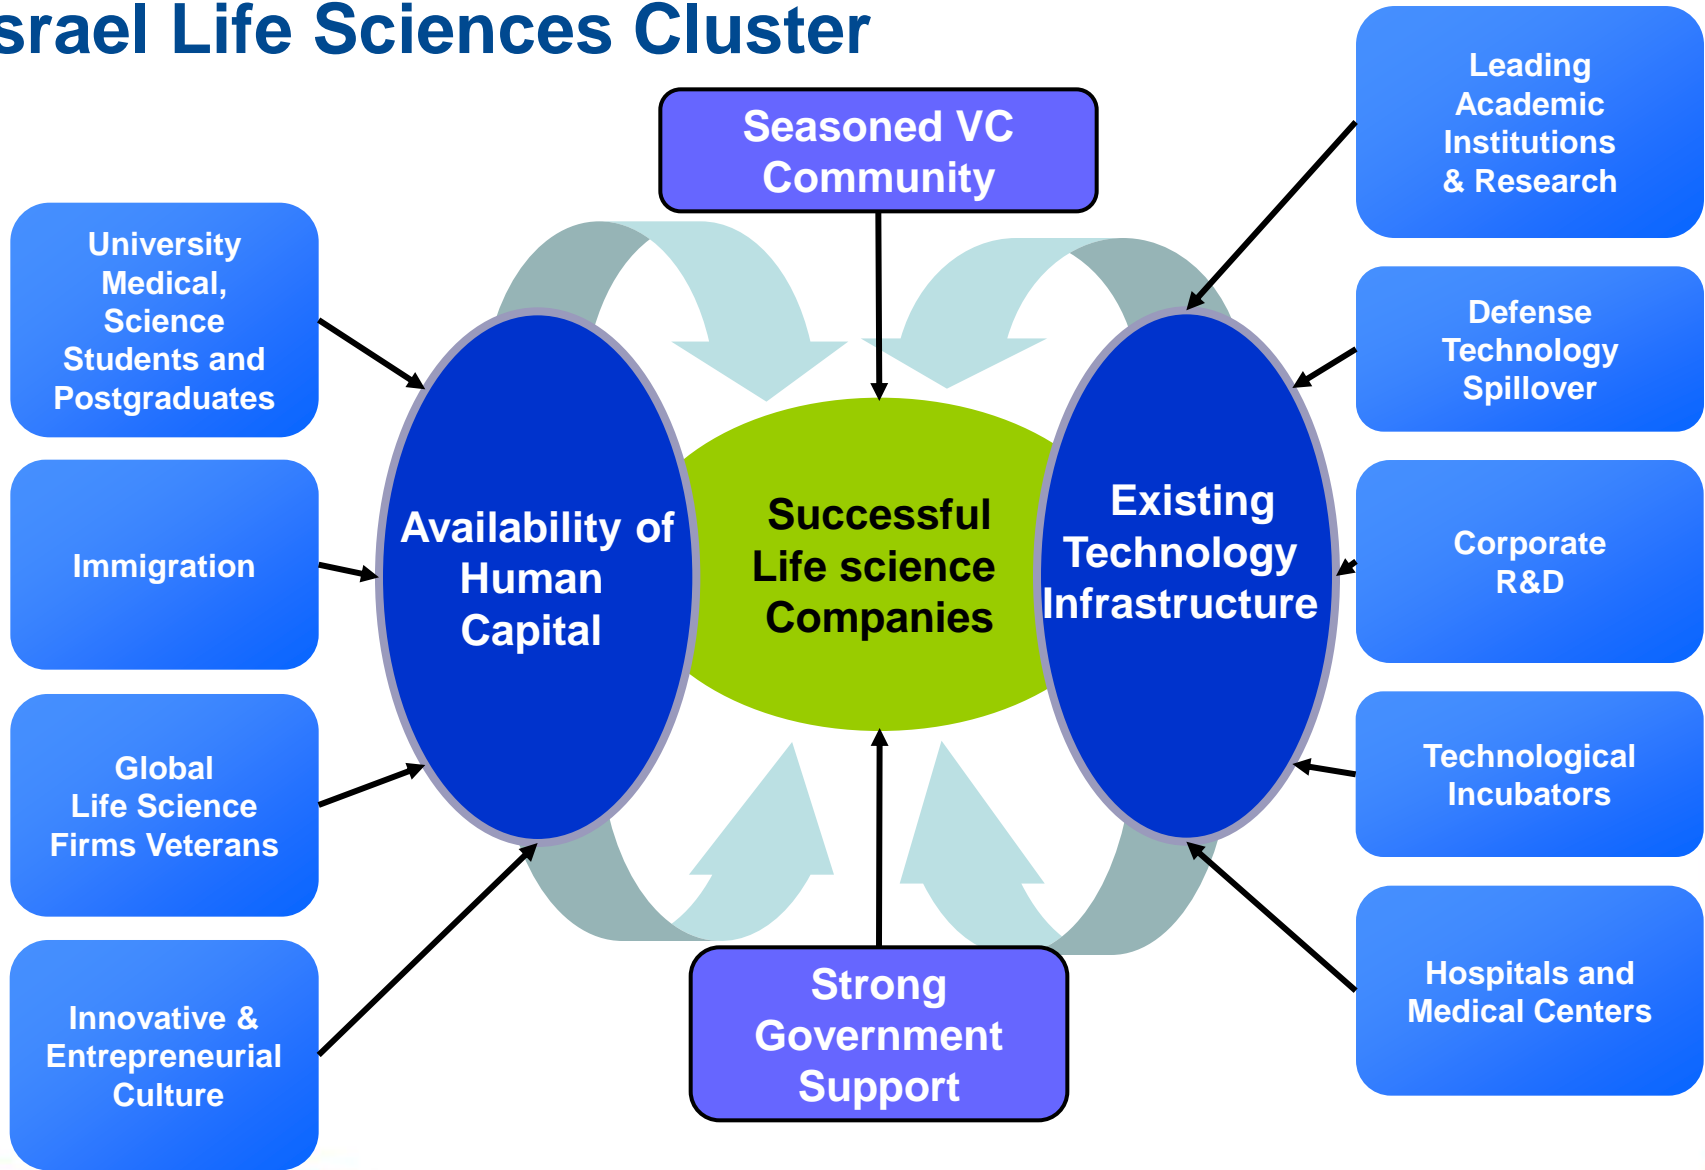 srael Life Sciences Cluster
Seasoned VC
Community
Leading
Academic
Institutions
& Research
University
Medical,
Science
Students and
Postgraduates
Defense
Technology
Spillover
Immigration
Availability of
Human
Capital
Successful
Life science
Companies
Existing
Technology
Infrastructure
Corporate
R&D
Global
Life Science
Firms Veterans
Technological
Incubators
Innovative &
Entrepreneurial
Culture
Strong
Government
Support
Hospitals and
Medical Centers